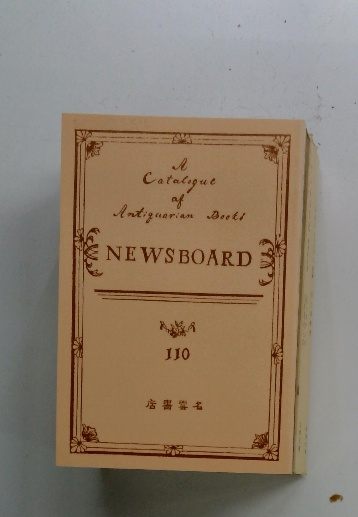 A
Catalogue
of
Antiquarian Books
NEWSBOARD
110
店書雲名